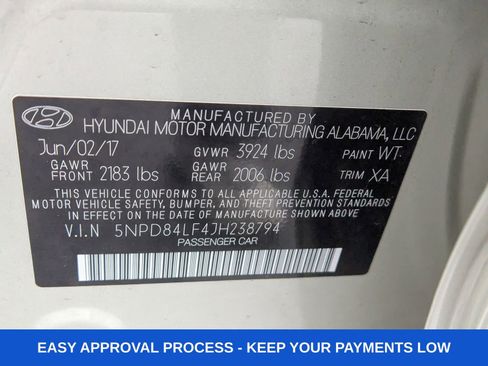 MANUFACTURED BY
HYUNDAI MOTOR MANUFACTURING ALABAMA, LLC
Jun/02/17 GVWR 3924 lbs PAINT WT
GAWR FRONT 2183 lbs GAWR REAR 2006 lbs TRIM XA
THIS VEHICLE CONFORMS TO ALL APPLICABLE U.S.A. FEDERAL
MOTOR VEHICLE SAFETY, BUMPER, AND THEFT PREVENTION STANDARDS
IN EFFECT ON THE DATE OF MANUFACTURE SHOWN ABOVE.
V.I.N 5NPD84LF4JH238794
PASSENGER CAR
EASY APPROVAL PROCESS - KEEP YOUR PAYMENTS LOW